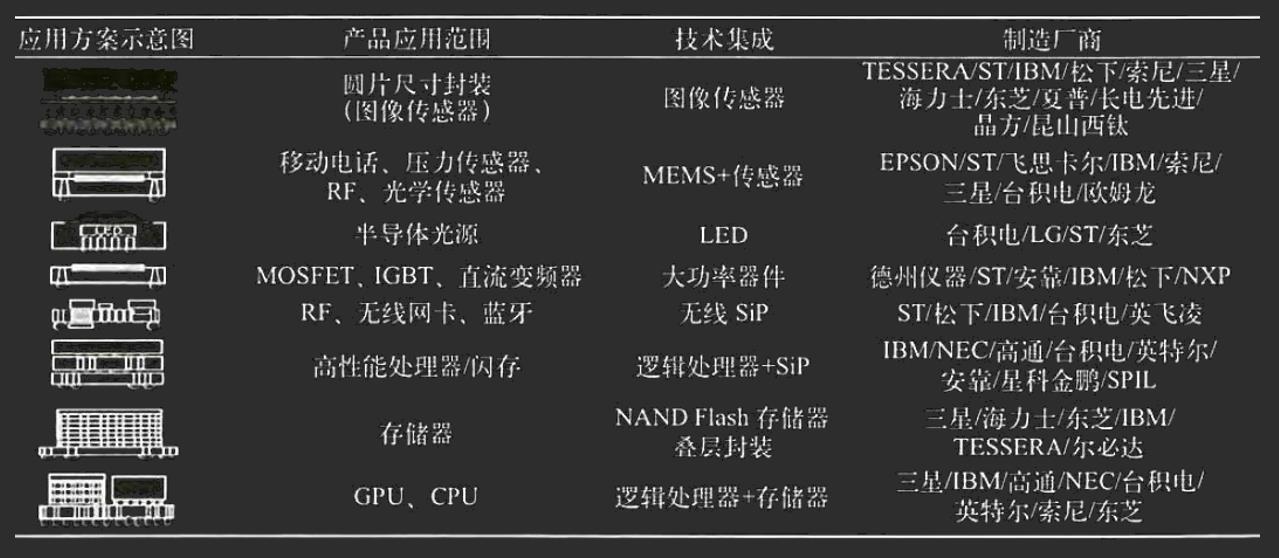 应用方案示意图 产品应用范围 技术集成 制造厂商
圆片尺寸封装
(图像传感器)
图像传感器
TESSERA/ST/IBM/松下/索尼/三星/
海力士/东芝/夏普/长电先进/
晶方/昆山西钛
移动电话、压力传感器、
RF、光学传感器
MEMS+传感器
EPSON/ST/飞思卡尔/IBM/索尼/
三星/台积电/欧姆龙
LED
半导体光源
LED
台积电/LG/ST/东芝
MOSFET、IGBT、直流变频器
大功率器件
德州仪器/ST/安靠/IBM/松下/NXP
RF、无线网卡、蓝牙
无线 SiP
ST/松下/IBM/台积电/英飞凌
高性能处理器/闪存
逻辑处理器+SiP
IBM/NEC/高通/台积电/英特尔/
安靠/星科金鹏/SPIL
存储器
NAND Flash 存储器
叠层封装
三星/海力士/东芝/IBM/
TESSERA/尔必达
GPU、CPU
逻辑处理器+存储器
三星/IBM/高通/NEC/台积电/
英特尔/索尼/东芝